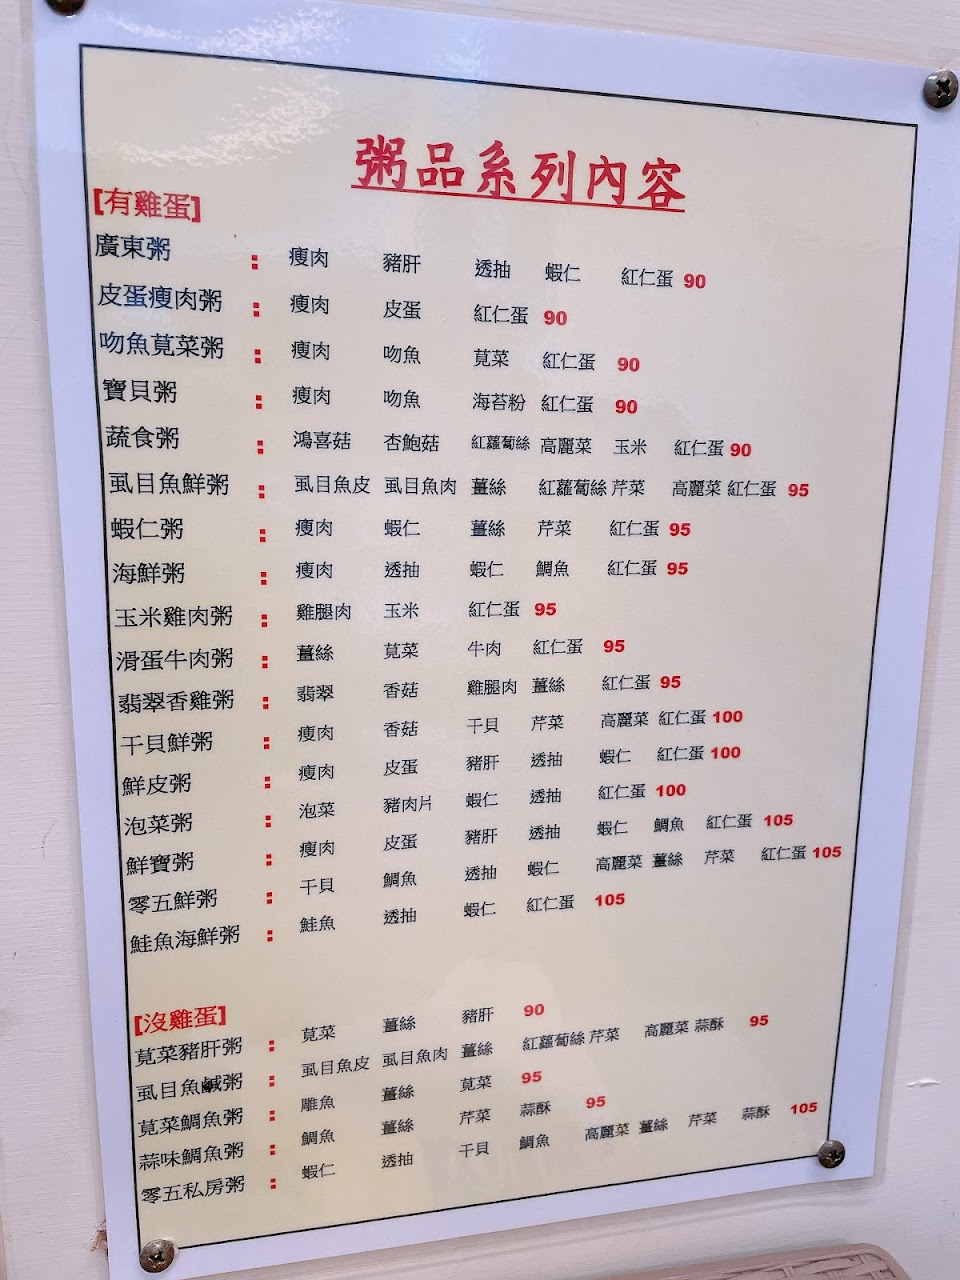 粥品系列內容
[有雞蛋]
廣東粥 : 瘦肉 豬肝 透抽 蝦仁 紅仁蛋 90
皮蛋瘦肉粥 : 瘦肉 皮蛋 紅仁蛋 90
吻魚莧菜粥 : 瘦肉 吻魚 莧菜 紅仁蛋 90
寶貝粥 : 瘦肉 吻魚 海苔粉 紅仁蛋 90
蔬食粥 : 鴻喜菇 杏鮑菇 紅蘿蔔絲 高麗菜 玉米 紅仁蛋 90
虱目魚鮮粥 : 虱目魚皮 虱目魚肉 薑絲 紅蘿蔔絲 芹菜 高麗菜 紅仁蛋 95
蝦仁粥 : 瘦肉 蝦仁 薑絲 芹菜 紅仁蛋 95
海鮮粥 : 瘦肉 透抽 蝦仁 鯛魚 紅仁蛋 95
玉米雞肉粥 : 雞腿肉 玉米 紅仁蛋 95
滑蛋牛肉粥 : 薑絲 莧菜 牛肉 紅仁蛋 95
翡翠香雞粥 : 翡翠 香菇 雞腿肉 薑絲 紅仁蛋 95
干貝鮮粥 : 瘦肉 香菇 干貝 芹菜 高麗菜 紅仁蛋 100
鮮皮粥 : 瘦肉 皮蛋 豬肝 透抽 蝦仁 紅仁蛋 100
泡菜粥 : 泡菜 豬肉片 蝦仁 透抽 紅仁蛋 100
鮮寶粥 : 瘦肉 皮蛋 豬肝 透抽 蝦仁 鯛魚 紅仁蛋 105
零五鮮粥 : 干貝 鯛魚 透抽 蝦仁 高麗菜 薑絲 芹菜 紅仁蛋 105
鮭魚海鮮粥 : 鮭魚 透抽 蝦仁 紅仁蛋 105
[沒雞蛋]
莧菜豬肝粥 : 莧菜 薑絲 豬肝 90
虱目魚鹹粥 : 虱目魚皮 虱目魚肉 薑絲 紅蘿蔔絲 芹菜 高麗菜 蒜酥 95
莧菜鯛魚粥 : 雕魚 薑絲 莧菜 95
蒜味鯛魚粥 : 鯛魚 薑絲 芹菜 蒜酥 95
零五私房粥 : 蝦仁 透抽 干貝 鯛魚 高麗菜 薑絲 芹菜 蒜酥 105